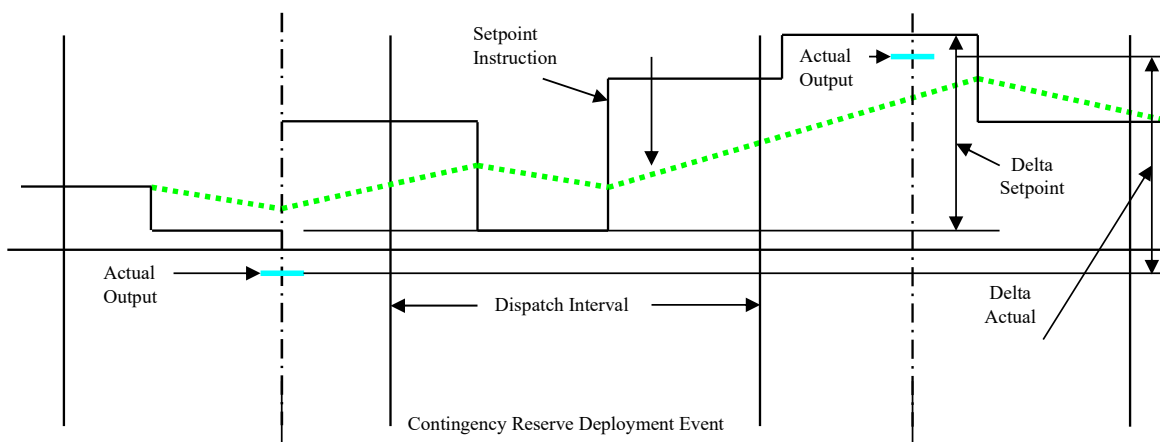 Setpoint
Instruction
Actual
Output
Delta
Setpoint
Actual
Output
Dispatch Interval
Delta
Actual
Contingency Reserve Deployment Event